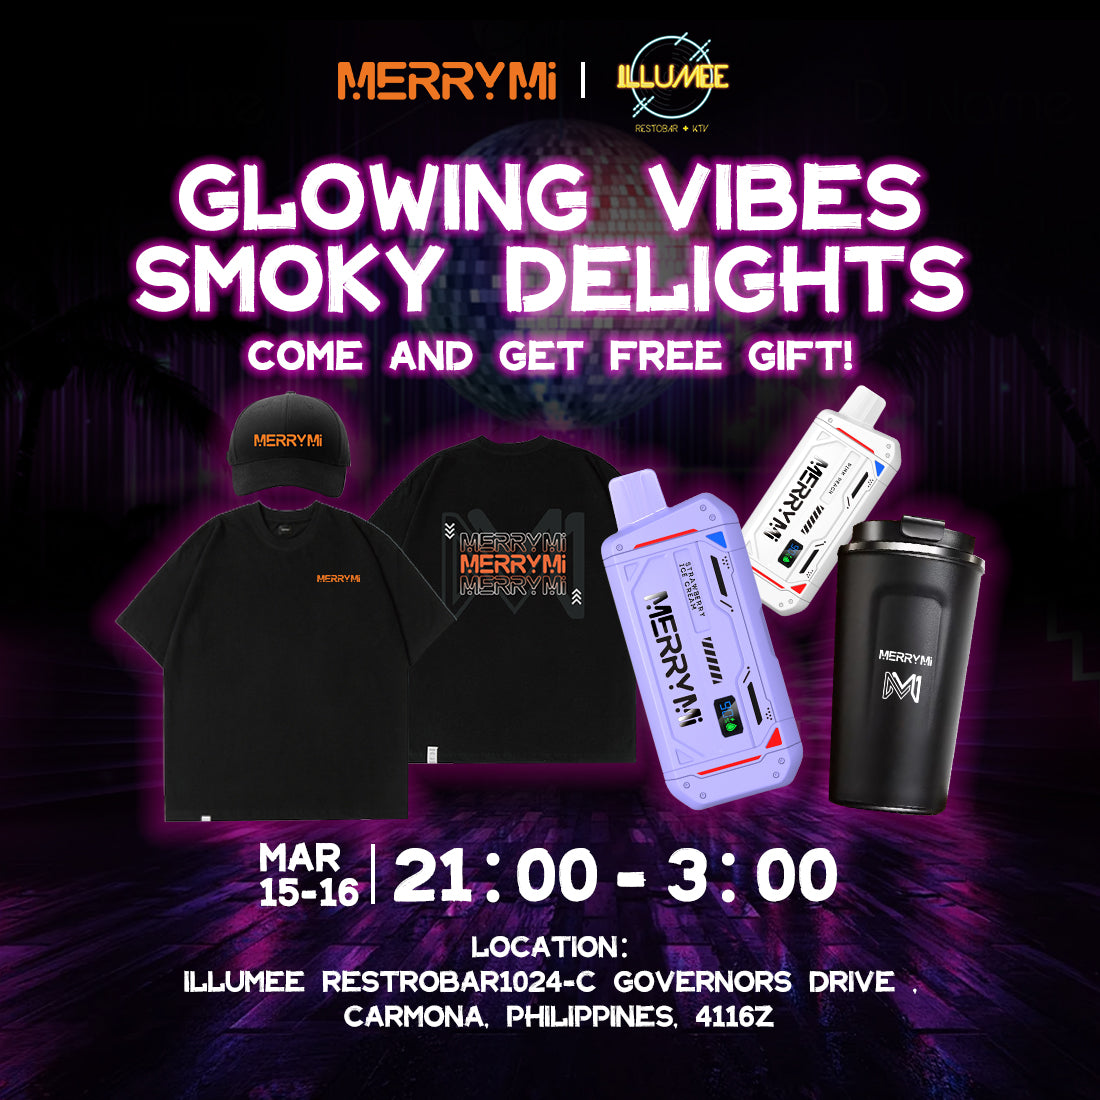 MERRYMi | ILLUMEE
RESTOBAR + KTV
GLOWING VIBES
SMOKY DELIGHTS
COME AND GET FREE GIFT!
MERRYMi
MERRYMi
MERRYMi
MERRYMi
MERRYMi
STRAWBERRY
ICE CREAM
MERRYMi
PINK PEACH
MERRYMi
MERRYMi
MAR
15-16
21:00 - 3:00
LOCATION:
ILLUMEE RESTROBAR1024-C GOVERNORS DRIVE ,
CARMONA, PHILIPPINES, 4116Z